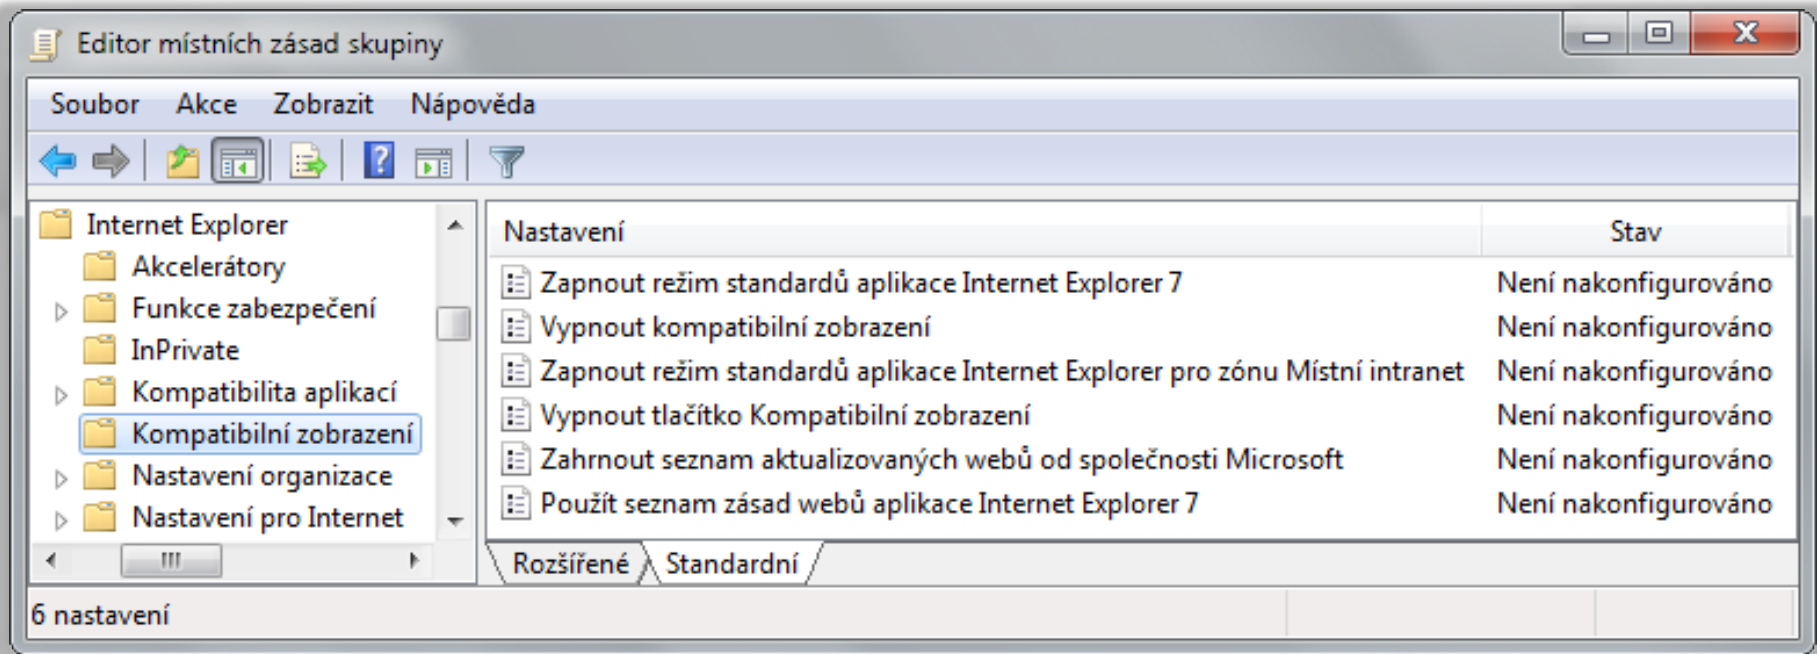 Editor místních zásad skupiny
Soubor Akce Zobrazit Nápověda
Internet Explorer
Akcelerátory
Funkce zabezpečení
InPrivate
Kompatibilita aplikací
Kompatibilní zobrazení
Nastavení organizace
Nastavení pro Internet
Nastavení Stav
Zapnout režim standardů aplikace Internet Explorer 7 Není nakonfigurováno
Vypnout kompatibilní zobrazení Není nakonfigurováno
Zapnout režim standardů aplikace Internet Explorer pro zónu Místní intranet Není nakonfigurováno
Vypnout tlačítko Kompatibilní zobrazení Není nakonfigurováno
Zahrnout seznam aktualizovaných webů od společnosti Microsoft Není nakonfigurováno
Použít seznam zásad webů aplikace Internet Explorer 7 Není nakonfigurováno
Rozšířené Standardní
6 nastavení